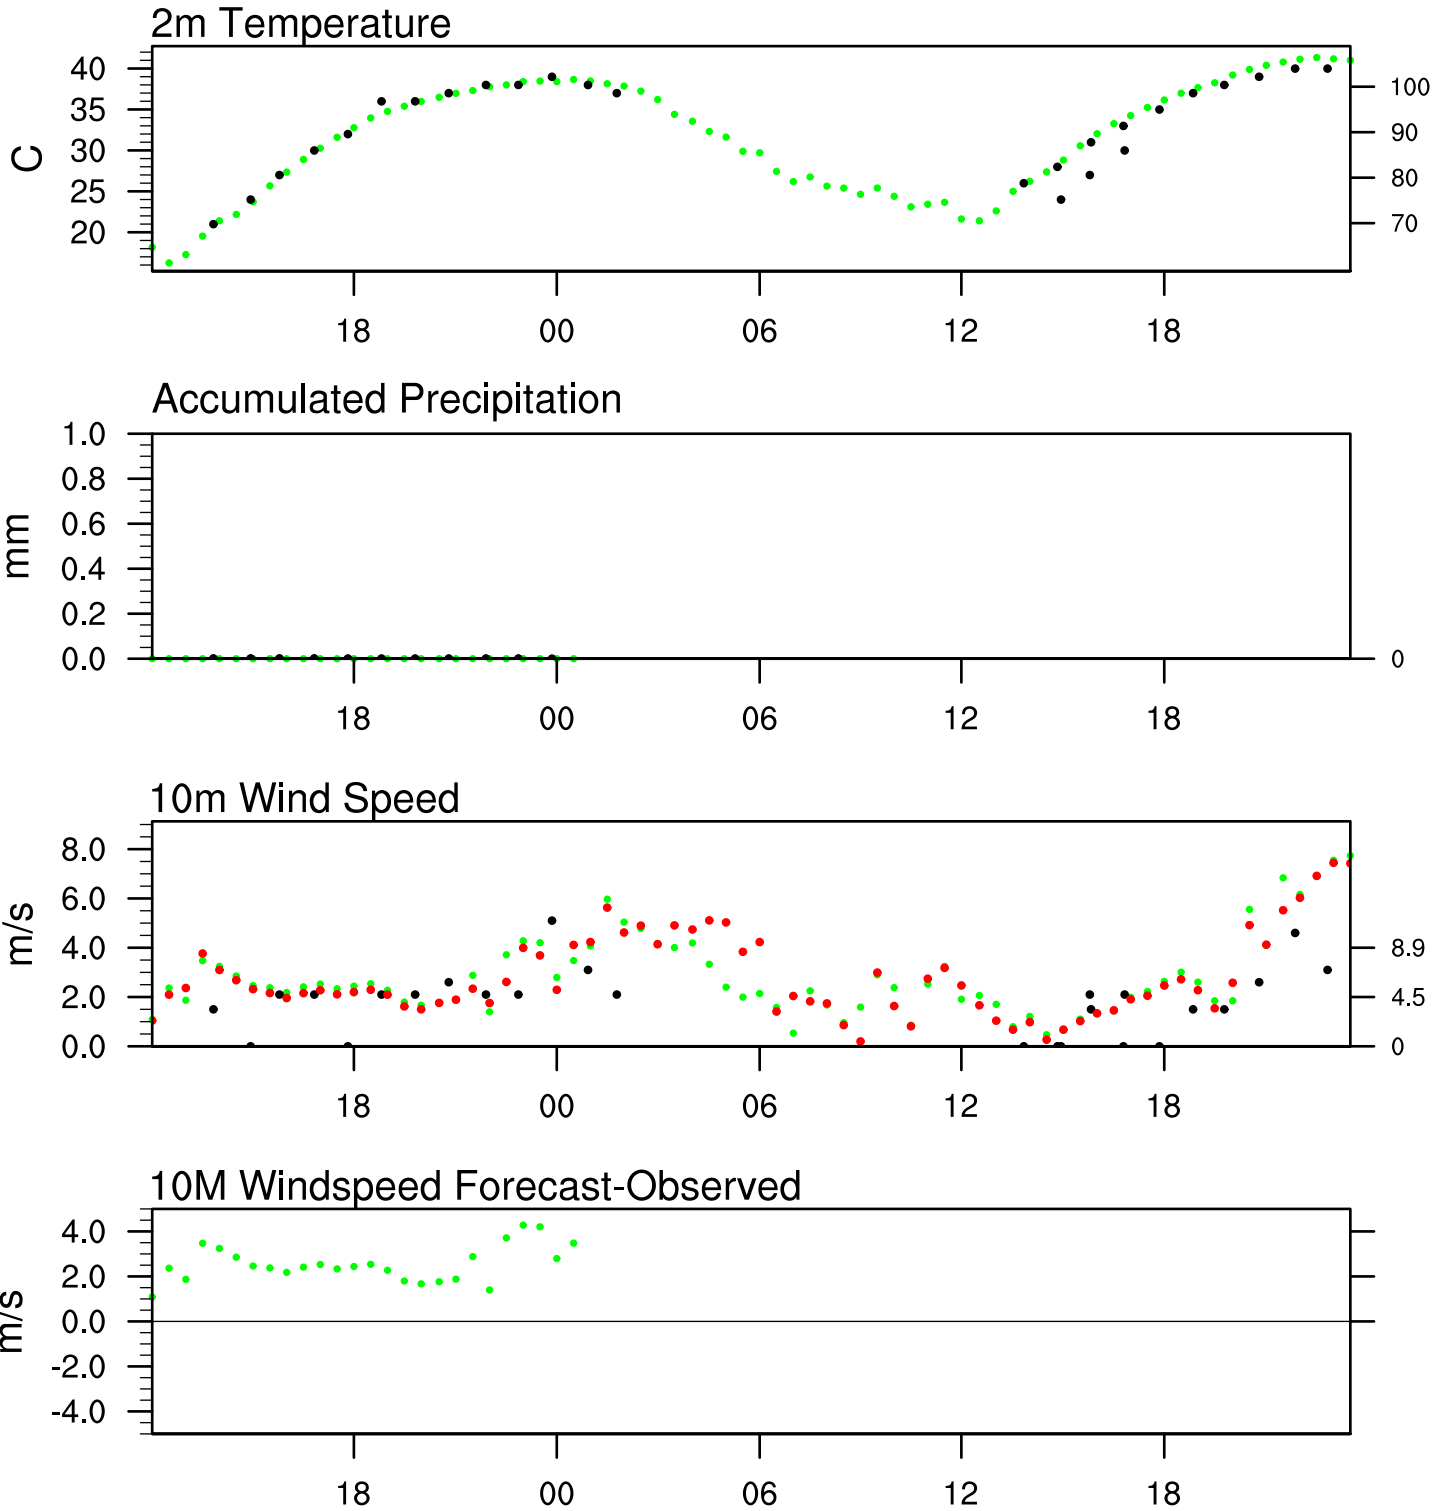 2m Temperature
40
35
30
25
20
C
100
90
80
70
18 00 06 12 18
Accumulated Precipitation
1.0
0.8
0.6
0.4
0.2
0.0
mm
0
18 00 06 12 18
10m Wind Speed
8.0
6.0
4.0
2.0
0.0
m/s
8.9
4.5
0
18 00 06 12 18
10M Windspeed Forecast-Observed
4.0
2.0
0.0
-2.0
-4.0
m/s
18 00 06 12 18